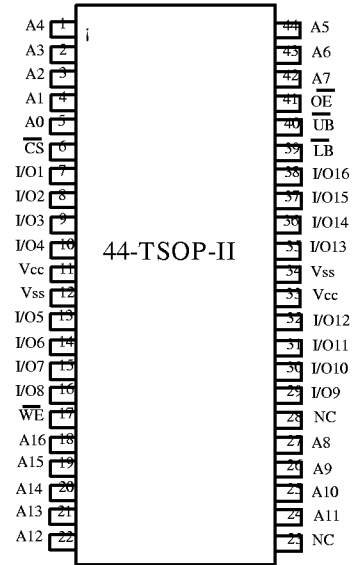 A4 1 44 A5
A3 2 43 A6
A2 3 42 A7
A1 4 41 OE
A0 5 40 UB
CS 6 39 LB
I/O1 7 38 I/O16
I/O2 8 37 I/O15
I/O3 9 36 I/O14
I/O4 10 35 I/O13
44-TSOP-II
Vcc 11 34 Vss
Vss 12 33 Vcc
I/O5 13 32 I/O12
I/O6 14 31 I/O11
I/O7 15 30 I/O10
I/O8 16 29 I/O9
WE 17 28 NC
A16 18 27 A8
A15 19 26 A9
A14 20 25 A10
A13 21 24 A11
A12 22 23 NC